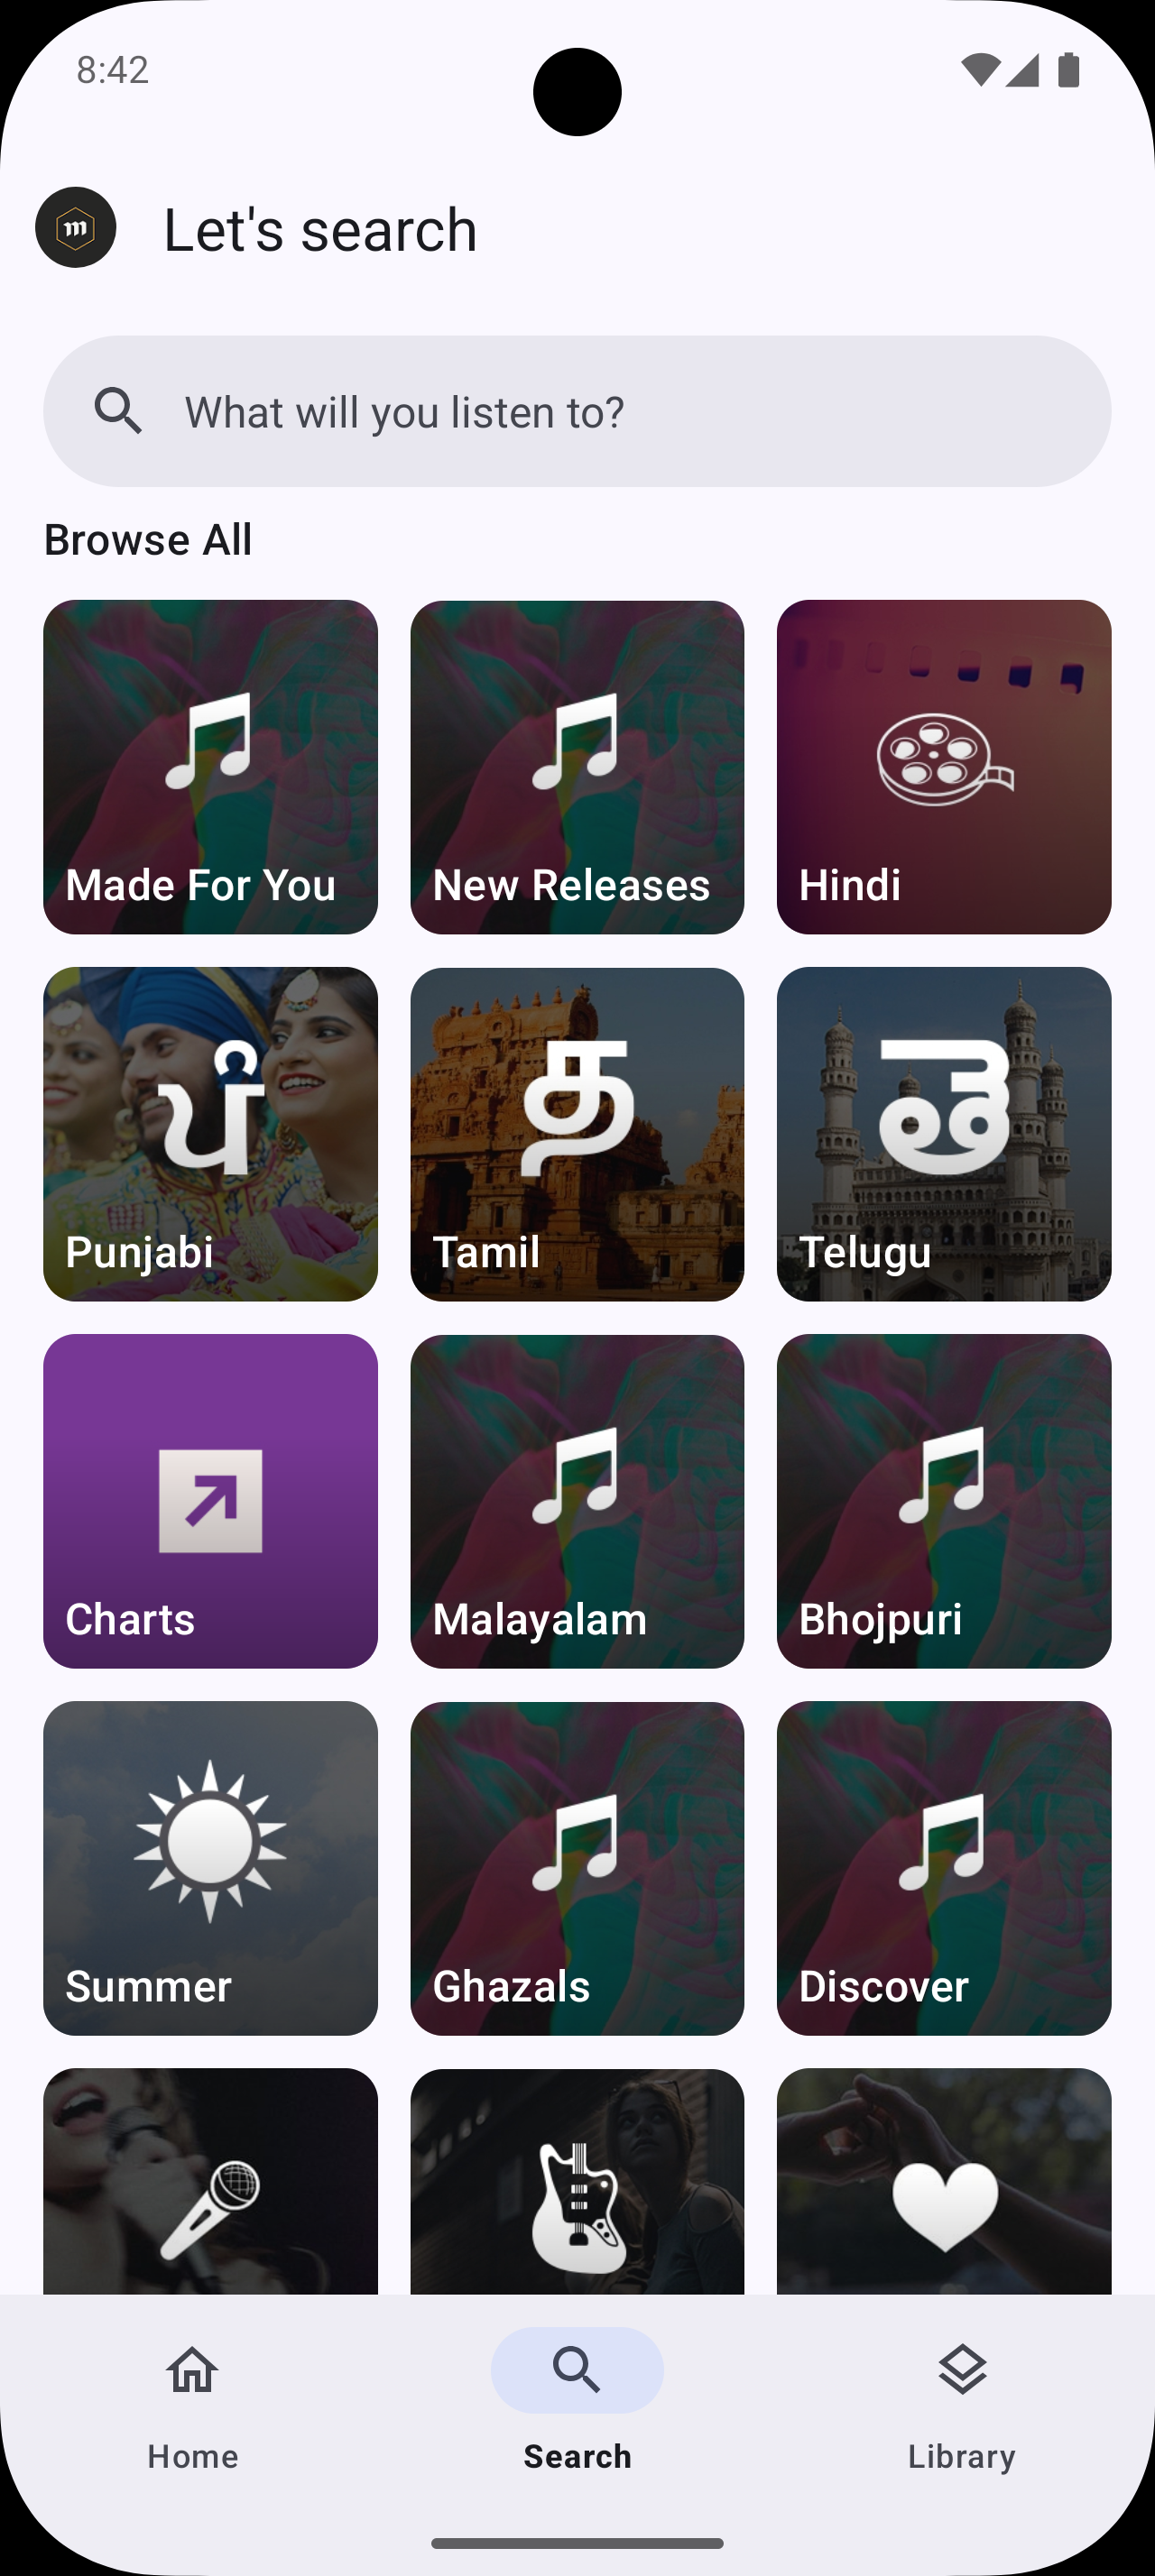 8:42
m
Let's search
What will you listen to?
Browse All
Made For You
New Releases
Hindi
ਪੰ
Punjabi
த
Tamil
తె
Telugu
Charts
Malayalam
Bhojpuri
Summer
Ghazals
Discover
Home
Search
Library